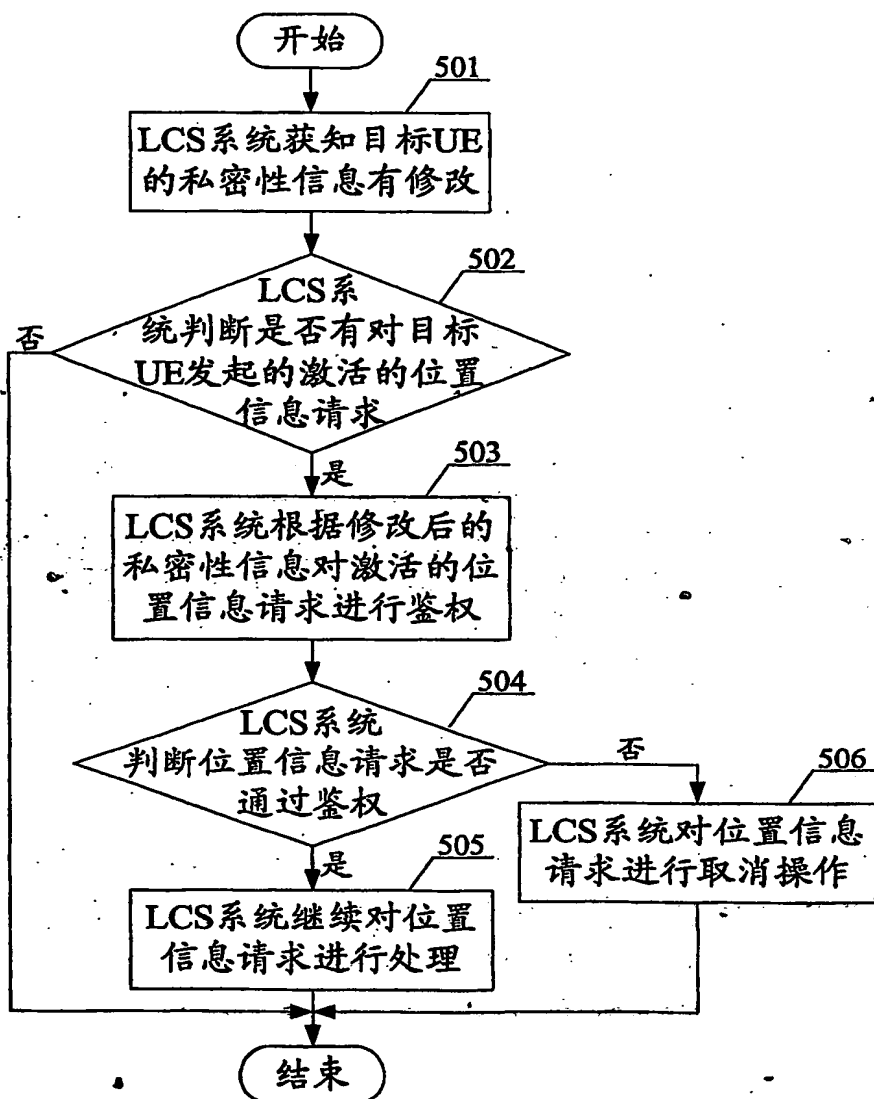 开始
501
LCS系统获知目标UE
的私密性信息有修改
502
LCS系
统判断是否有对目标
UE发起的激活的位置
信息请求
否
是
503
LCS系统根据修改后的
私密性信息对激活的位
置信息请求进行鉴权
504
LCS系统
判断位置信息请求是否
通过鉴权
否
506
LCS系统对位置信息
请求进行取消操作
是
505
LCS系统继续对位置
信息请求进行处理
结束